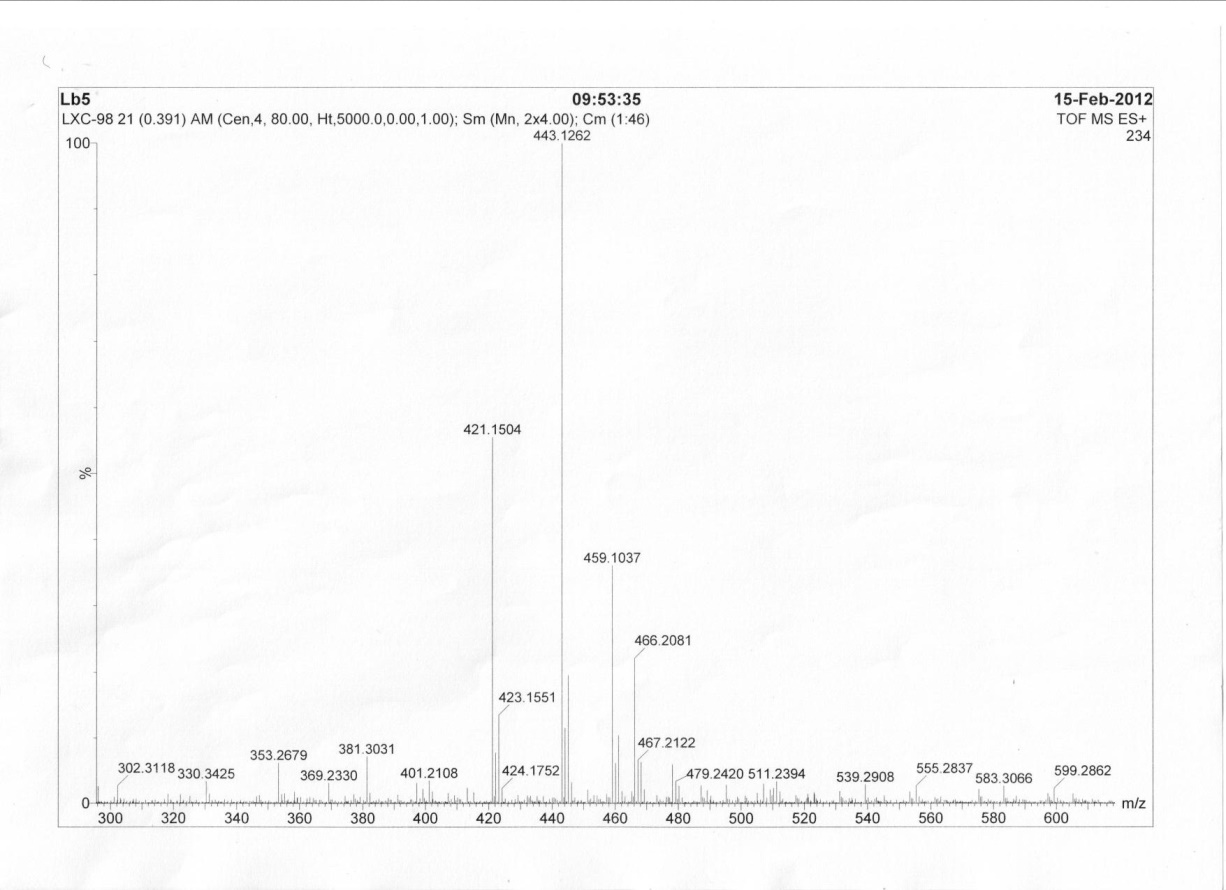 Lb5 09:53:35 15-Feb-2012
LXC-98 21 (0.391) AM (Cen,4, 80.00, Ht,5000.0,0.00,1.00); Sm (Mn, 2x4.00); Cm (1:46) TOF MS ES+
443.1262 234
100
421.1504
%
459.1037
466.2081
423.1551
467.2122
381.3031
353.2679
302.3118 330.3425 369.2330 401.2108 424.1752 479.2420 511.2394 539.2908 555.2837 583.3066 599.2862
0 m/z
300 320 340 360 380 400 420 440 460 480 500 520 540 560 580 600